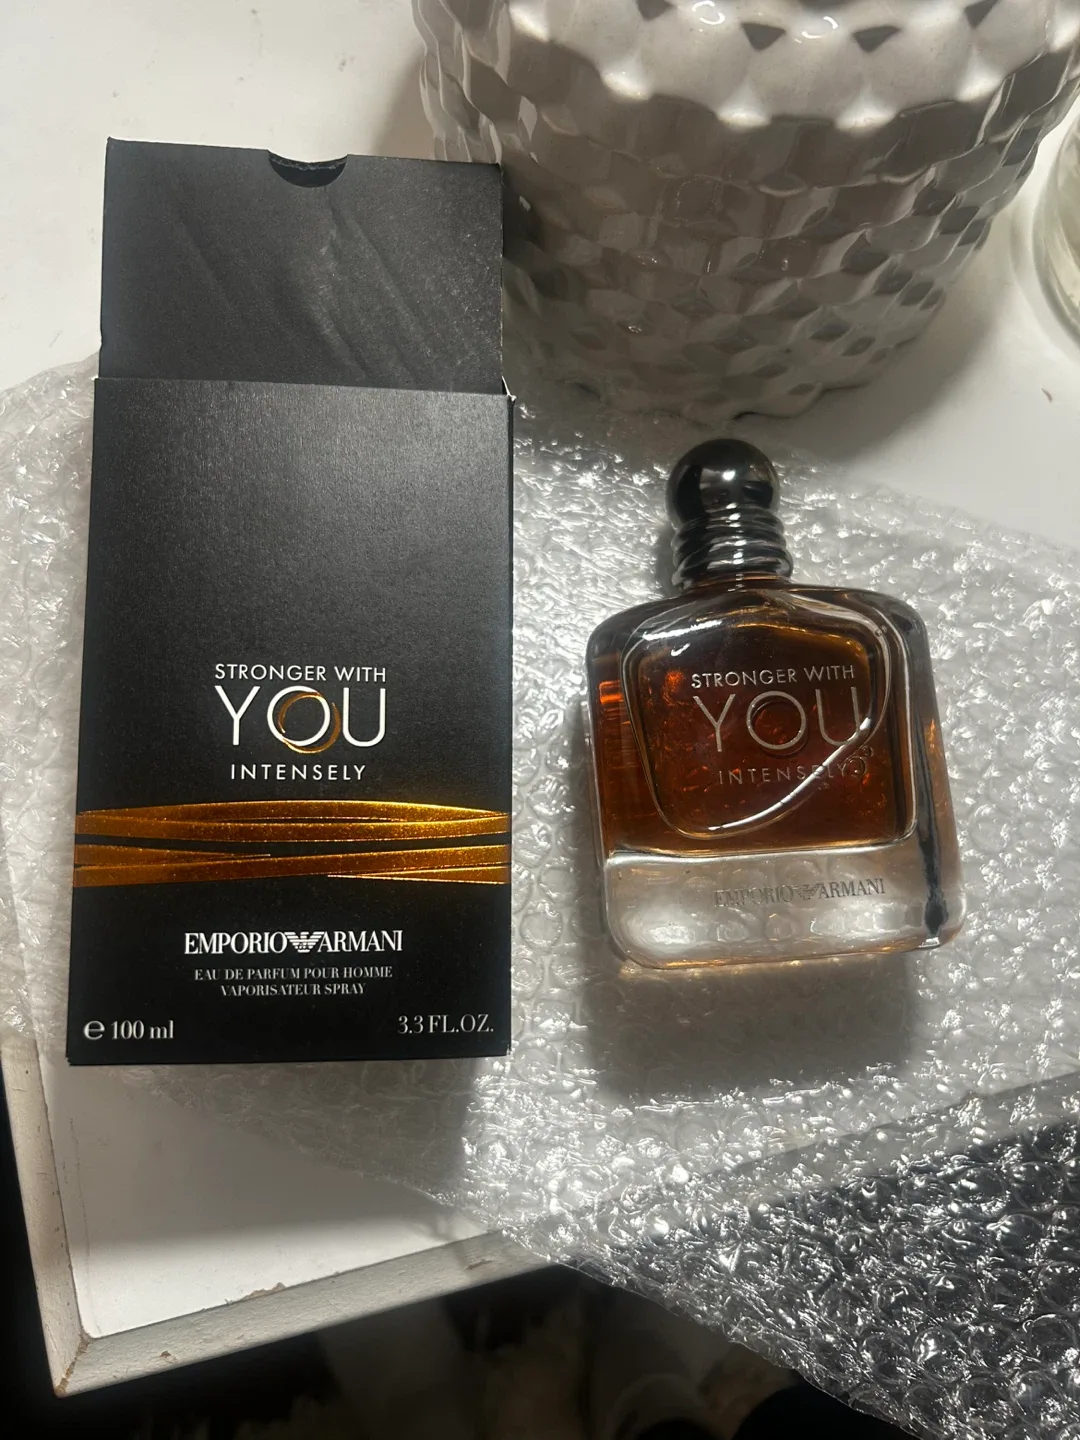 STRONGER WITH
YOU
INTENSELY
EMPORIO ARMANI
EAU DE PARFUM POUR HOMME
VAPORISATEUR SPRAY
e 100 ml
3.3 FL.OZ.
STRONGER WITH
YOU
INTENSELY
EMPORIO ARMANI